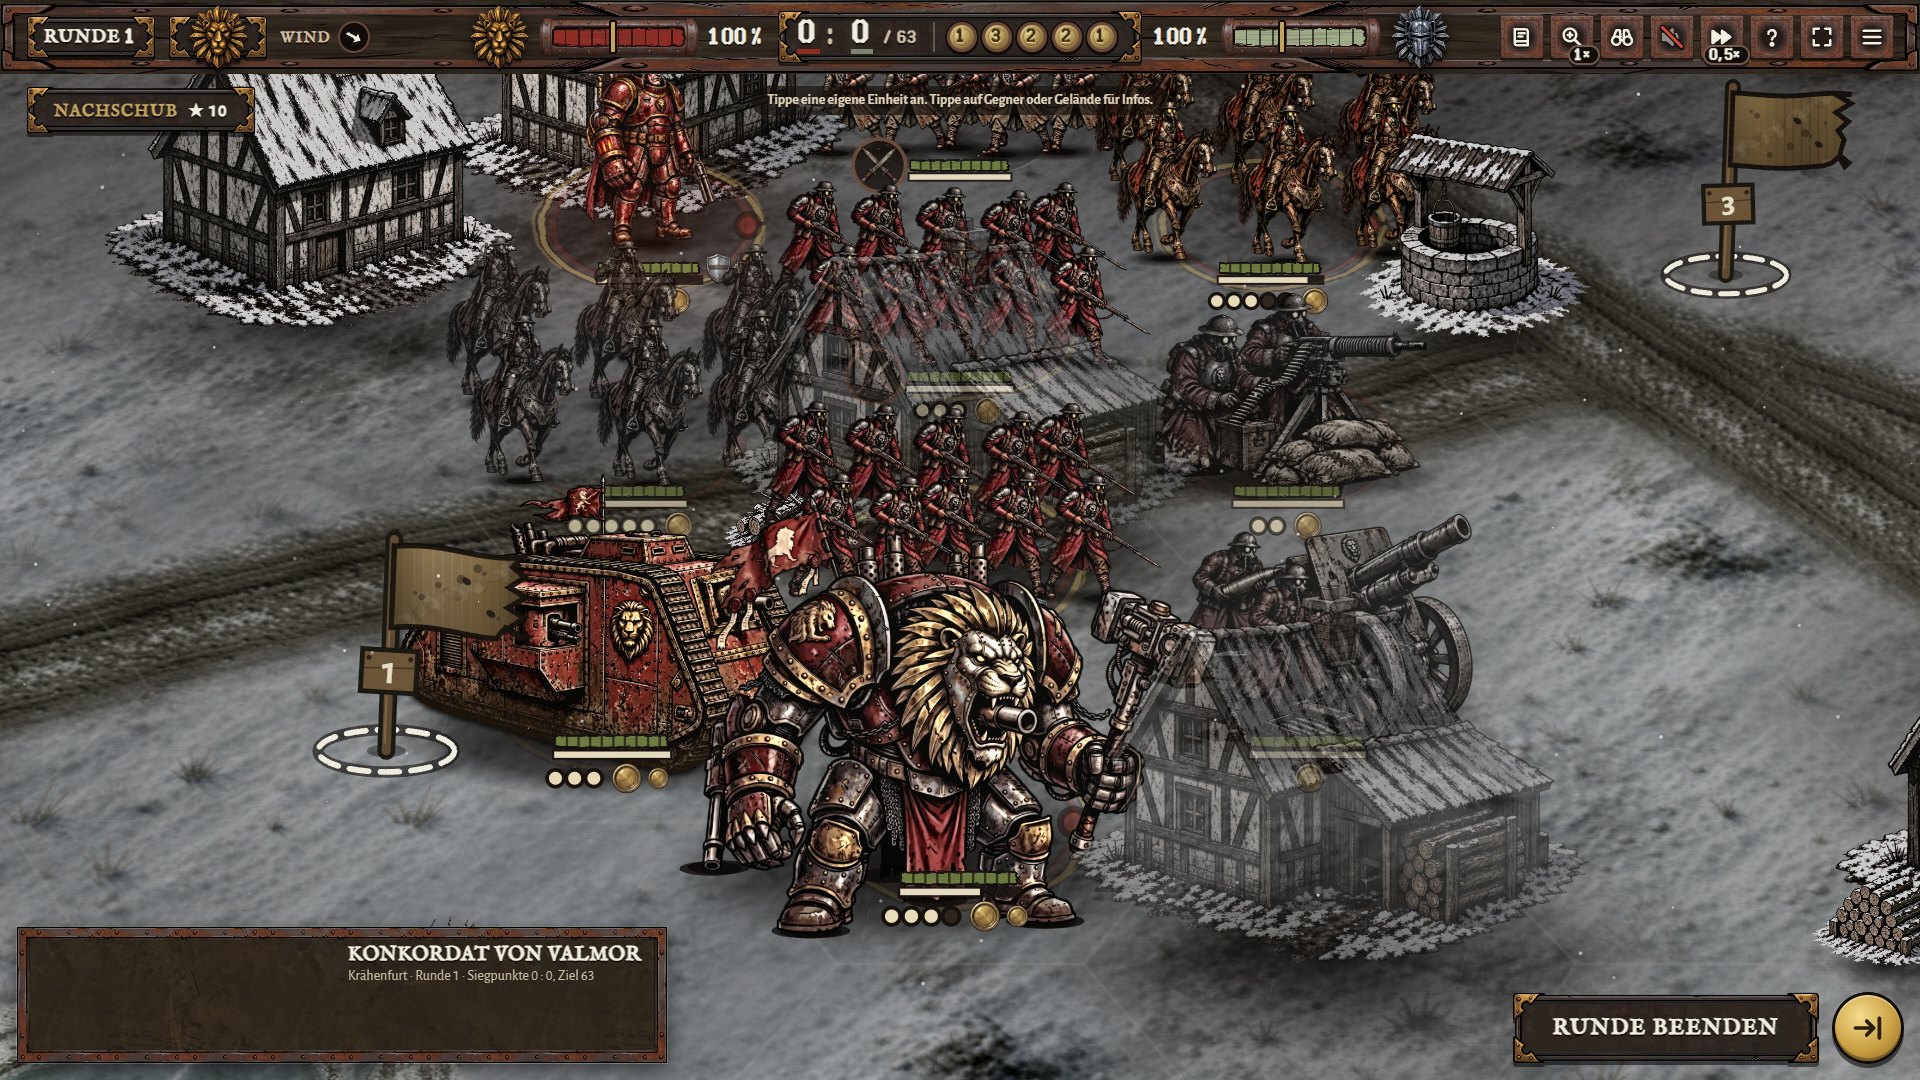 RUNDE 1
WIND
100%
0 : 0 / 63
1 3 2 2 1
100%
1×
0,5×
?
NACHSCHUB ★ 10
Tippe eine eigene Einheit an. Tippe auf Gegner oder Gelände für Infos.
3
1
KONKORDAT VON VALMOR
Krähenfurt · Runde 1 · Siegpunkte 0 : 0, Ziel 63
RUNDE BEENDEN